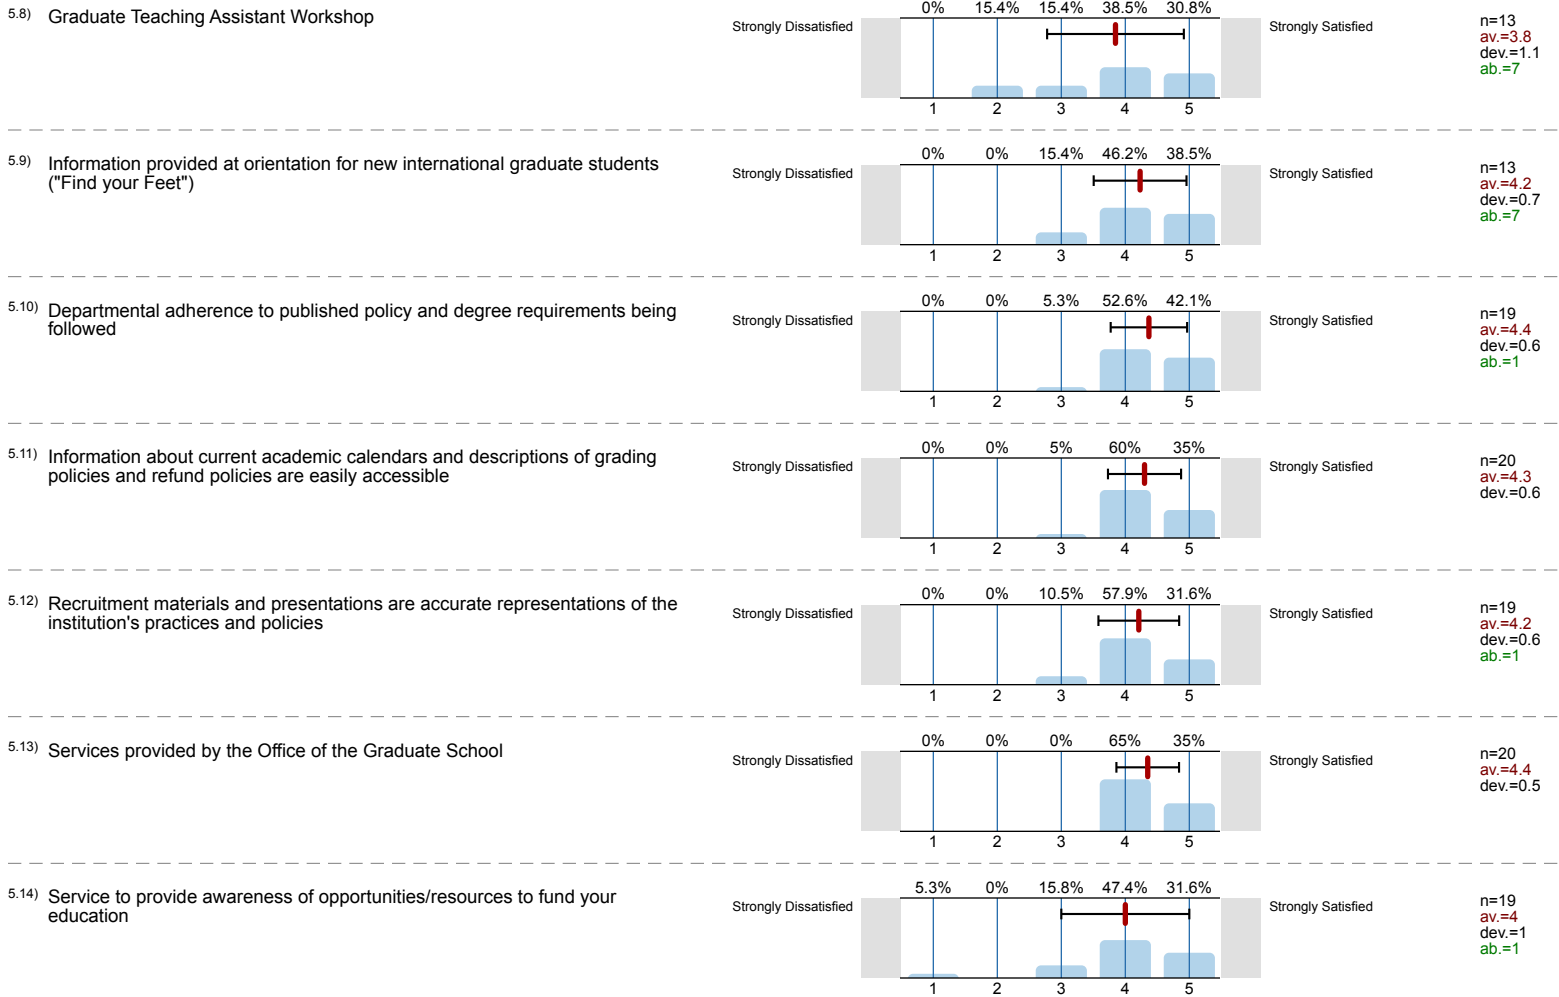 5.8) Graduate Teaching Assistant Workshop
Strongly Dissatisfied
0% 15.4% 15.4% 38.5% 30.8%
1 2 3 4 5
Strongly Satisfied
n=13
av.=3.8
dev.=1.1
ab.=7
5.9) Information provided at orientation for new international graduate students
("Find your Feet")
Strongly Dissatisfied
0% 0% 15.4% 46.2% 38.5%
1 2 3 4 5
Strongly Satisfied
n=13
av.=4.2
dev.=0.7
ab.=7
5.10) Departmental adherence to published policy and degree requirements being
followed
Strongly Dissatisfied
0% 0% 5.3% 52.6% 42.1%
1 2 3 4 5
Strongly Satisfied
n=19
av.=4.4
dev.=0.6
ab.=1
5.11) Information about current academic calendars and descriptions of grading
policies and refund policies are easily accessible
Strongly Dissatisfied
0% 0% 5% 60% 35%
1 2 3 4 5
Strongly Satisfied
n=20
av.=4.3
dev.=0.6
5.12) Recruitment materials and presentations are accurate representations of the
institution's practices and policies
Strongly Dissatisfied
0% 0% 10.5% 57.9% 31.6%
1 2 3 4 5
Strongly Satisfied
n=19
av.=4.2
dev.=0.6
ab.=1
5.13) Services provided by the Office of the Graduate School
Strongly Dissatisfied
0% 0% 0% 65% 35%
1 2 3 4 5
Strongly Satisfied
n=20
av.=4.4
dev.=0.5
5.14) Service to provide awareness of opportunities/resources to fund your
education
Strongly Dissatisfied
5.3% 0% 15.8% 47.4% 31.6%
1 2 3 4 5
Strongly Satisfied
n=19
av.=4
dev.=1
ab.=1